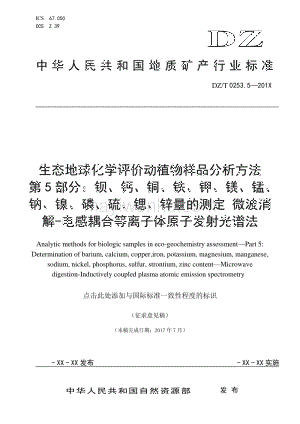 ICS 67.050
DZ
中华人民共和国地质矿产行业标准
DZ/T 0253.5—201X
生态地球化学评价动植物样品分析方法
第5部分：钡、钙、铜、铁、钾、镁、锰、
钠、镍、磷、硫、锶、锌量的测定 微波消
解-电感耦合等离子体原子发射光谱法
Analytic methods for biologic samples in eco-geochemistry assessment—Part 5:
Determination of barium, calcium, copper,iron, potassium, magnesium, manganese,
sodium, nickel, phosphorus, sulfur, strontium, zinc content—Microwave
digestion-Inductively coupled plasma atomic emission spectrometry
点击此处添加与国际标准一致性程度的标识
（征求意见稿）
（本稿完成日期：2017年7月）
-XX-XX发布
-XX-XX实施
中华人民共和国自然资源部 发布